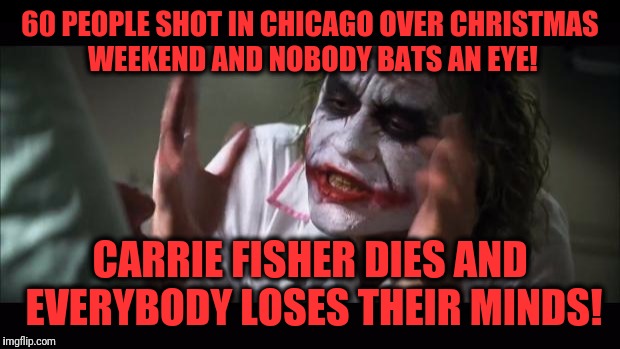 60 PEOPLE SHOT IN CHICAGO OVER CHRISTMAS
WEEKEND AND NOBODY BATS AN EYE!
CARRIE FISHER DIES AND
EVERYBODY LOSES THEIR MINDS!
imgflip.com